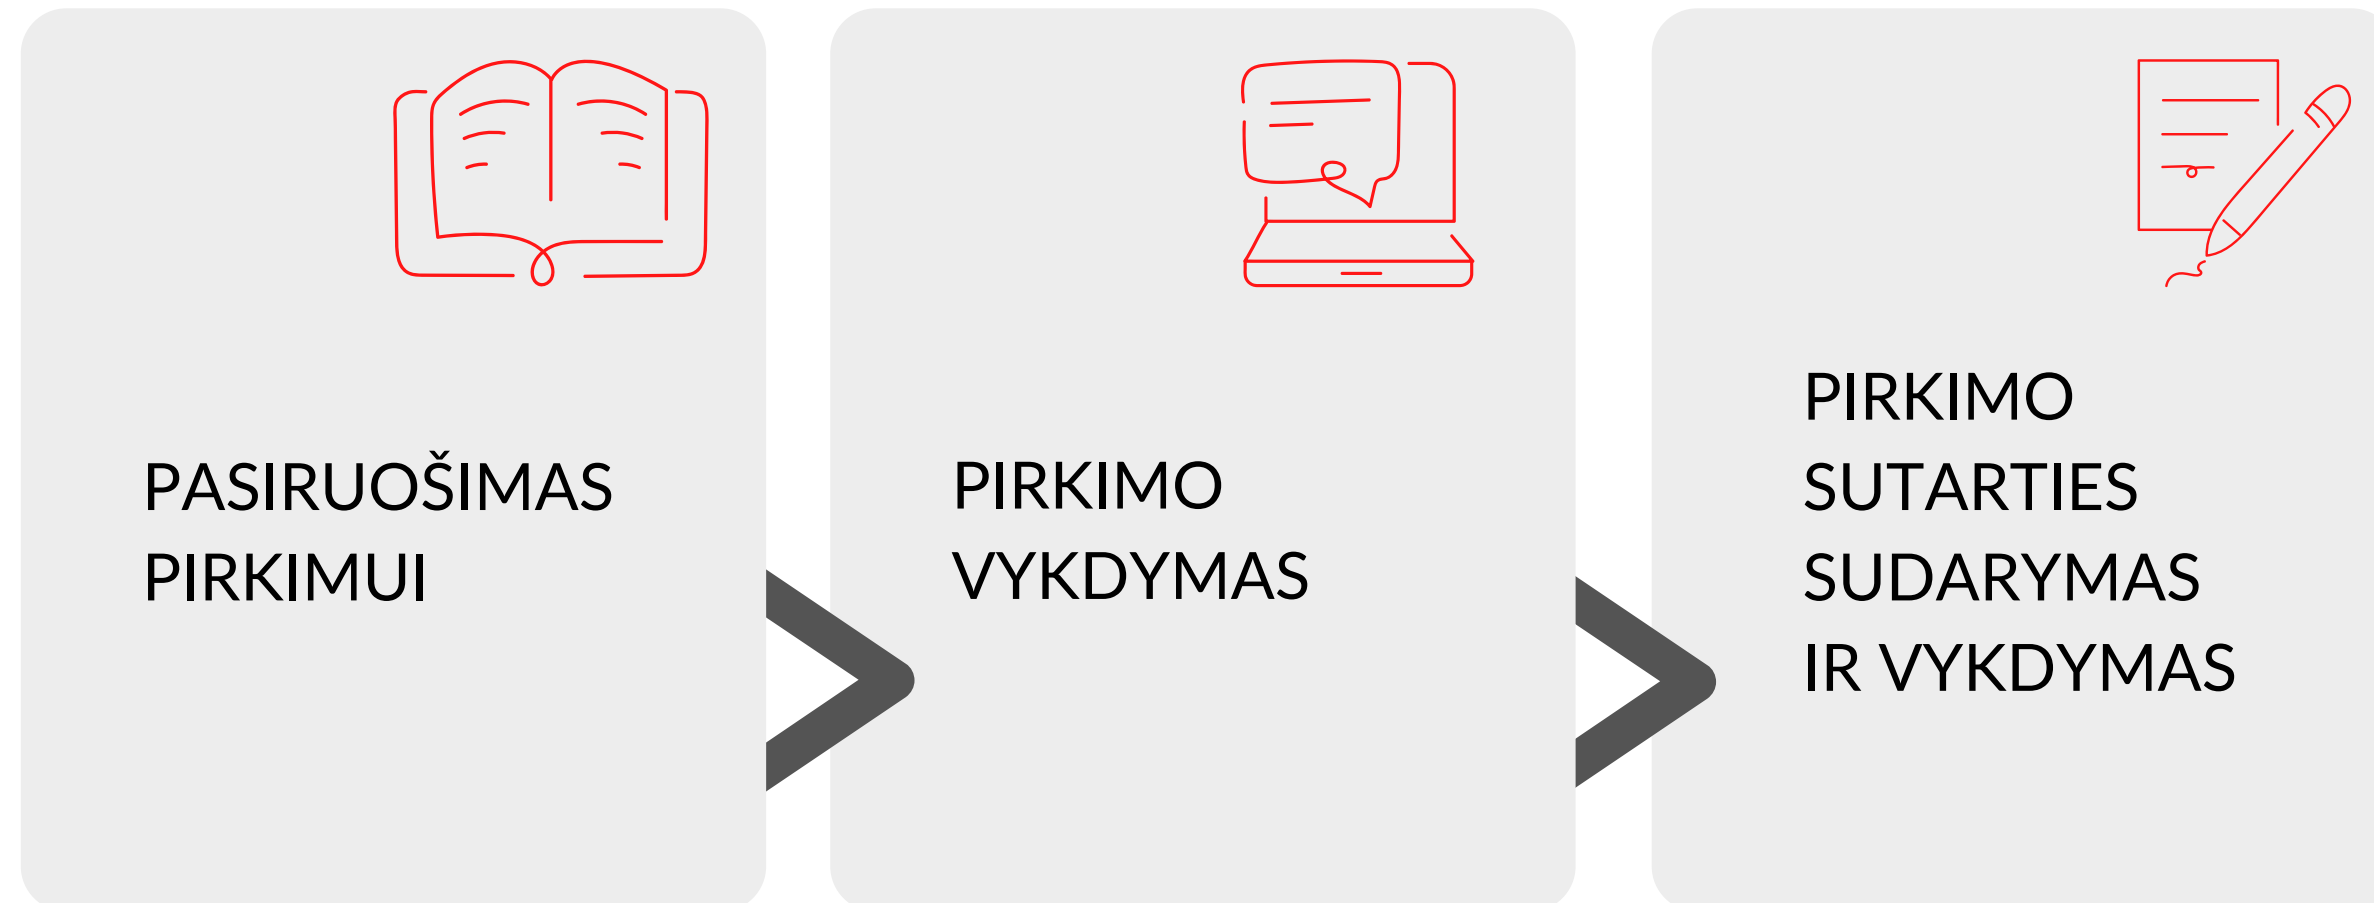 PASIRUOŠIMAS
PIRKIMUI
PIRKIMO
VYKDYMAS
PIRKIMO
SUTARTIES
SUDARYMAS
IR VYKDYMAS